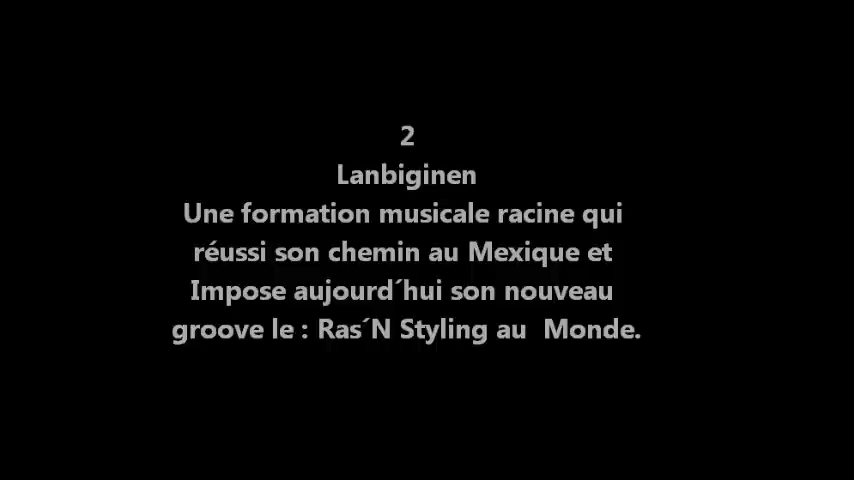 2
Lanbiginen
Une formation musicale racine qui
réussi son chemin au Mexique et
Impose aujourd´hui son nouveau
groove le : Ras´N Styling au  Monde.